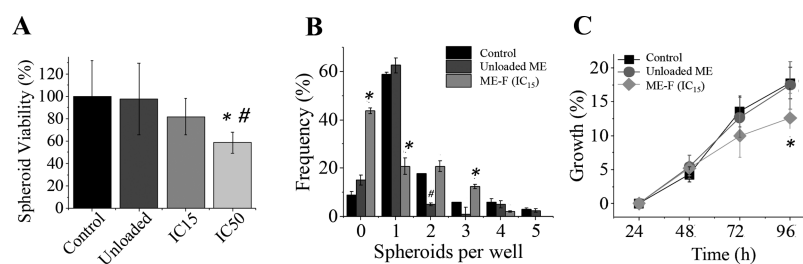 A
Spheroid Viability (%)
120
100
80
60
40
20
0
* #
Control
Unloaded
IC15
IC50
B
Frequency (%)
60
40
20
0
Control
Unloaded ME
ME-F (IC15)
*
*
#
*
0 1 2 3 4 5
Spheroids per well
C
Growth (%)
20
15
10
5
0
Control
Unloaded ME
ME-F (IC15)
*
24 48 72 96
Time (h)